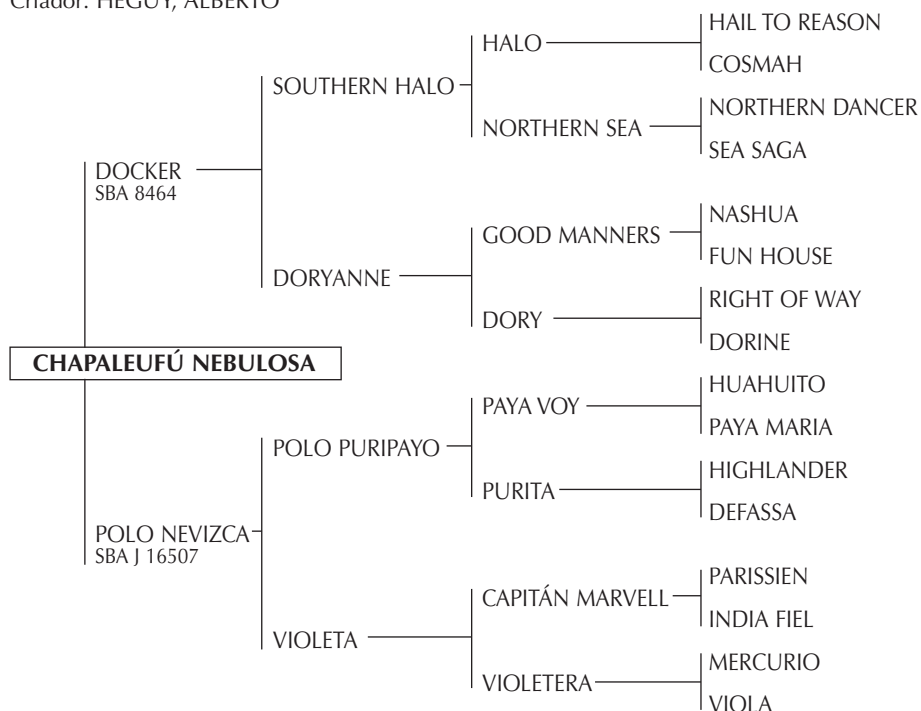 Criador: HEGUY, ALBERTO
HAIL TO REASON
HALO
COSMAH
SOUTHERN HALO
NORTHERN DANCER
NORTHERN SEA
SEA SAGA
DOCKER
SBA 8464
NASHUA
GOOD MANNERS
FUN HOUSE
DORYANNE
RIGHT OF WAY
DORY
DORINE
CHAPALEUFÚ NEBULOSA
HUAHUITO
PAYA VOY
PAYA MARIA
POLO PURIPAYO
HIGHLANDER
PURITA
DEFASSA
POLO NEVIZCA
SBA J 16507
PARISSIEN
CAPITÁN MARVELL
INDIA FIEL
VIOLETA
MERCURIO
VIOLETERA
VIOLA